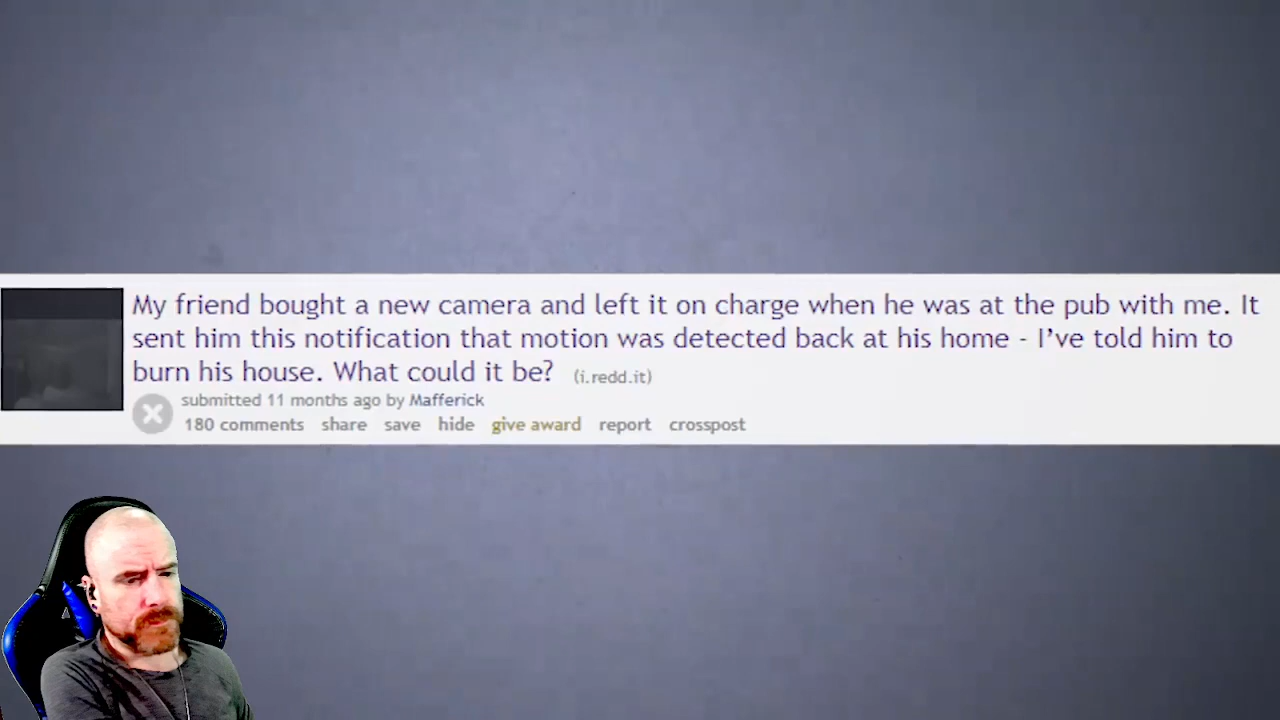 My friend bought a new camera and left it on charge when he was at the pub with me. It
sent him this notification that motion was detected back at his home - I’ve told him to
burn his house. What could it be? (i.redd.it)
submitted 11 months ago by Mafferick
180 comments share save hide give award report crosspost